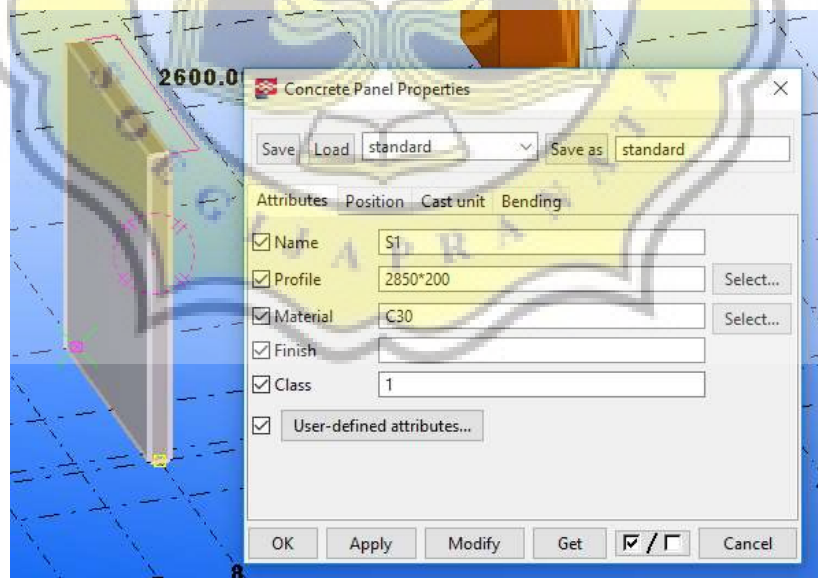 2600.0
Concrete Panel Properties
Save Load standard Save as standard
Attributes Position Cast unit Bending
Name S1
Profile 2850*200 Select...
Material C30 Select...
Finish
Class 1
User-defined attributes...
OK Apply Modify Get / Cancel
8